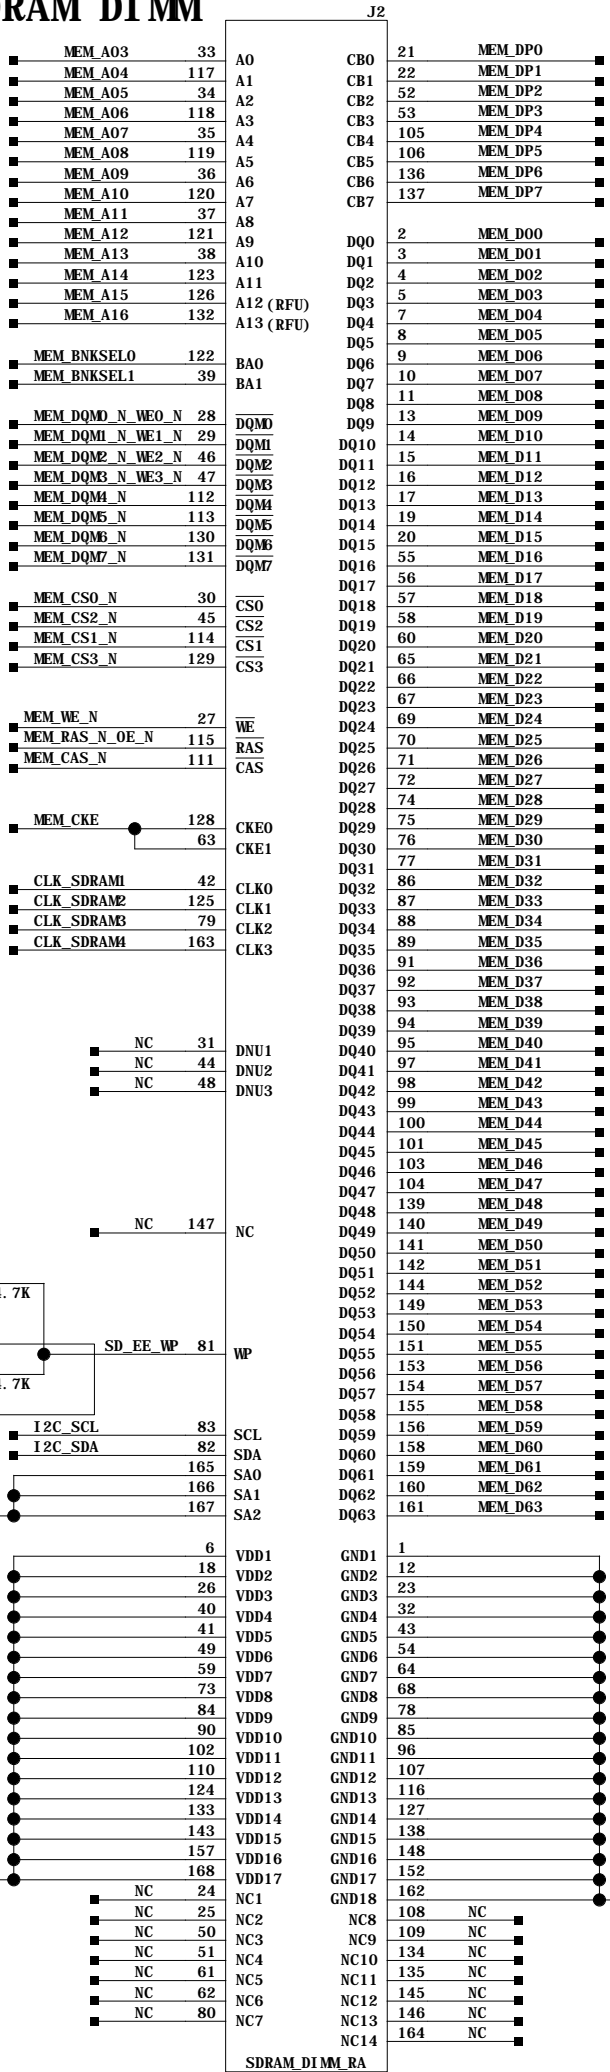 RAM DIMM
J2
MEM_A03 33 A0
MEM_A04 117 A1
MEM_A05 34 A2
MEM_A06 118 A3
MEM_A07 35 A4
MEM_A08 119 A5
MEM_A09 36 A6
MEM_A10 120 A7
MEM_A11 37 A8
MEM_A12 121 A9
MEM_A13 38 A10
MEM_A14 123 A11
MEM_A15 126 A12(RFU)
MEM_A16 132 A13(RFU)
MEM_BNKSEL0 122 BA0
MEM_BNKSEL1 39 BA1
MEM_DQM0_N_WE0_N 28 DQM0
MEM_DQM1_N_WE1_N 29 DQM1
MEM_DQM2_N_WE2_N 46 DQM2
MEM_DQM3_N_WE3_N 47 DQM3
MEM_DQM4_N 112 DQM4
MEM_DQM5_N 113 DQM5
MEM_DQM6_N 130 DQM6
MEM_DQM7_N 131 DQM7
MEM_CS0_N 30 CS0
MEM_CS2_N 45 CS2
MEM_CS1_N 114 CS1
MEM_CS3_N 129 CS3
MEM_WE_N 27 WE
MEM_RAS_N_OE_N 115 RAS
MEM_CAS_N 111 CAS
MEM_CKE 128 CKE0
63 CKE1
CLK_SDRAM1 42 CLK0
CLK_SDRAM2 125 CLK1
CLK_SDRAM3 79 CLK2
CLK_SDRAM4 163 CLK3
NC 31 DNU1
NC 44 DNU2
NC 48 DNU3
NC 147 NC
.7K
SD_EE_WP 81 WP
.7K
I2C_SCL 83 SCL
I2C_SDA 82 SDA
165 SA0
166 SA1
167 SA2
6 VDD1
18 VDD2
26 VDD3
40 VDD4
41 VDD5
49 VDD6
59 VDD7
73 VDD8
84 VDD9
90 VDD10
102 VDD11
110 VDD12
124 VDD13
133 VDD14
143 VDD15
157 VDD16
168 VDD17
NC 24 NC1
NC 25 NC2
NC 50 NC3
NC 51 NC4
NC 61 NC5
NC 62 NC6
NC 80 NC7
CB0 21 MEM_DP0
CB1 22 MEM_DP1
CB2 52 MEM_DP2
CB3 53 MEM_DP3
CB4 105 MEM_DP4
CB5 106 MEM_DP5
CB6 136 MEM_DP6
CB7 137 MEM_DP7
DQ0 2 MEM_D00
DQ1 3 MEM_D01
DQ2 4 MEM_D02
DQ3 5 MEM_D03
DQ4 7 MEM_D04
DQ5 8 MEM_D05
DQ6 9 MEM_D06
DQ7 10 MEM_D07
DQ8 11 MEM_D08
DQ9 13 MEM_D09
DQ10 14 MEM_D10
DQ11 15 MEM_D11
DQ12 16 MEM_D12
DQ13 17 MEM_D13
DQ14 19 MEM_D14
DQ15 20 MEM_D15
DQ16 55 MEM_D16
DQ17 56 MEM_D17
DQ18 57 MEM_D18
DQ19 58 MEM_D19
DQ20 60 MEM_D20
DQ21 65 MEM_D21
DQ22 66 MEM_D22
DQ23 67 MEM_D23
DQ24 69 MEM_D24
DQ25 70 MEM_D25
DQ26 71 MEM_D26
DQ27 72 MEM_D27
DQ28 74 MEM_D28
DQ29 75 MEM_D29
DQ30 76 MEM_D30
DQ31 77 MEM_D31
DQ32 86 MEM_D32
DQ33 87 MEM_D33
DQ34 88 MEM_D34
DQ35 89 MEM_D35
DQ36 91 MEM_D36
DQ37 92 MEM_D37
DQ38 93 MEM_D38
DQ39 94 MEM_D39
DQ40 95 MEM_D40
DQ41 97 MEM_D41
DQ42 98 MEM_D42
DQ43 99 MEM_D43
DQ44 100 MEM_D44
DQ45 101 MEM_D45
DQ46 103 MEM_D46
DQ47 104 MEM_D47
DQ48 139 MEM_D48
DQ49 140 MEM_D49
DQ50 141 MEM_D50
DQ51 142 MEM_D51
DQ52 144 MEM_D52
DQ53 149 MEM_D53
DQ54 150 MEM_D54
DQ55 151 MEM_D55
DQ56 153 MEM_D56
DQ57 154 MEM_D57
DQ58 155 MEM_D58
DQ59 156 MEM_D59
DQ60 158 MEM_D60
DQ61 159 MEM_D61
DQ62 160 MEM_D62
DQ63 161 MEM_D63
GND1 1
GND2 12
GND3 23
GND4 32
GND5 43
GND6 54
GND7 64
GND8 68
GND9 78
GND10 85
GND11 96
GND12 107
GND13 116
GND14 127
GND15 138
GND16 148
GND17 152
GND18 162
NC8 108 NC
NC9 109 NC
NC10 134 NC
NC11 135 NC
NC12 145 NC
NC13 146 NC
NC14 164 NC
SDRAM_DIMM_RA